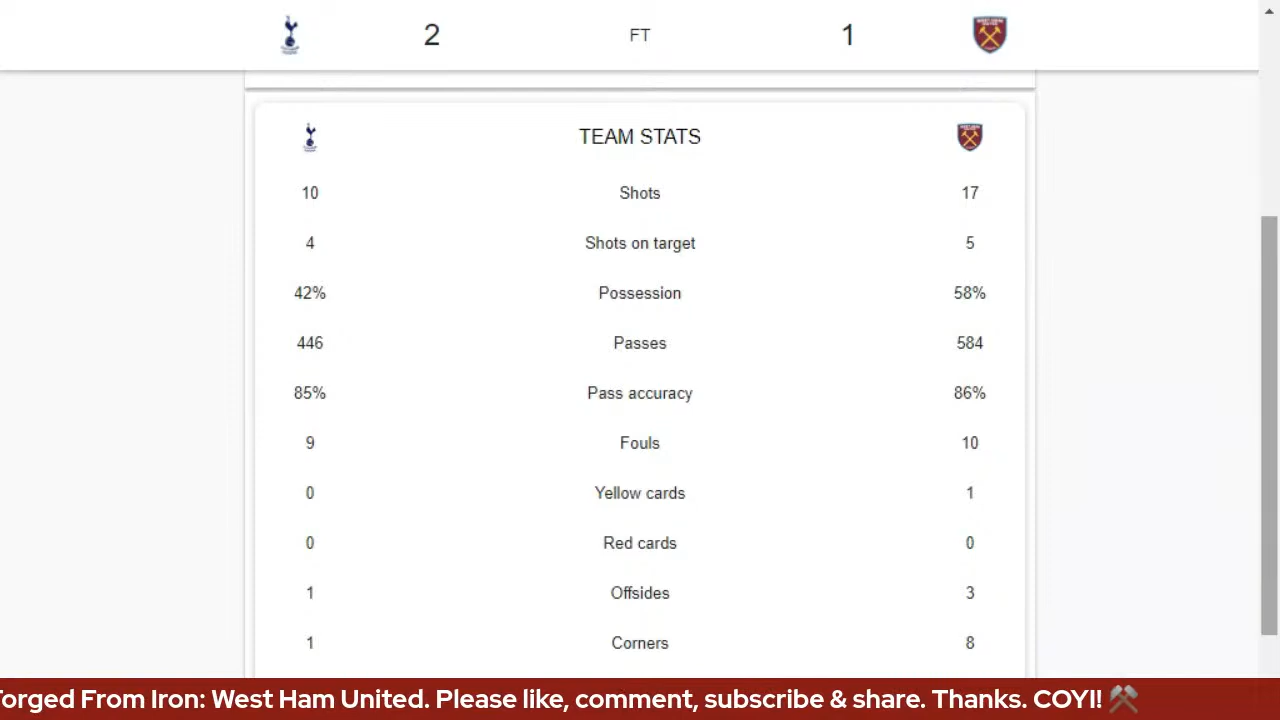 2 FT 1
TEAM STATS
10 Shots 17
4 Shots on target 5
42% Possession 58%
446 Passes 584
85% Pass accuracy 86%
9 Fouls 10
0 Yellow cards 1
0 Red cards 0
1 Offsides 3
1 Corners 8
Forged From Iron: West Ham United. Please like, comment, subscribe & share. Thanks. COYI! ⚒